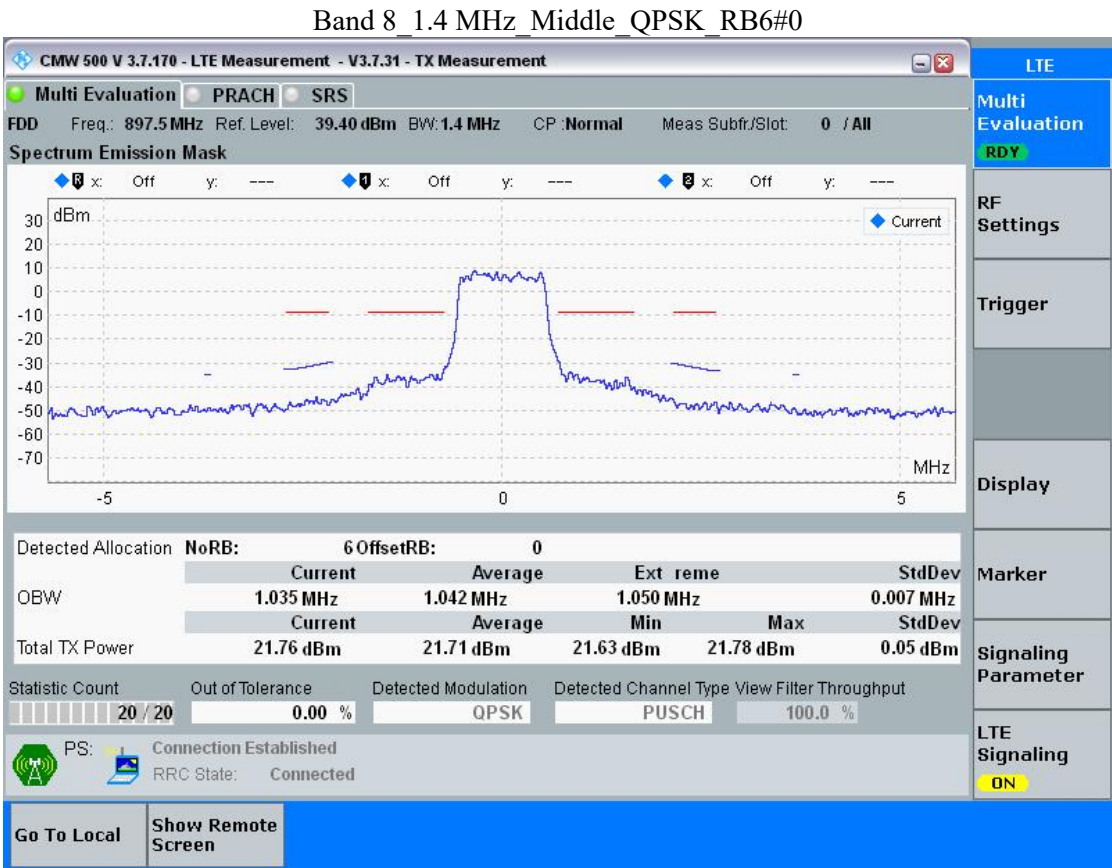 Band 8_1.4 MHz_Middle_QPSK_RB6#0
CMW 500 V 3.7.170 - LTE Measurement - V3.7.31 - TX Measurement
LTE
Multi Evaluation PRACH SRS
Multi Evaluation
RDY
FDD Freq.: 897.5 MHz Ref. Level: 39.40 dBm BW: 1.4 MHz CP :Normal Meas Subfr./Slot: 0 / All
Spectrum Emission Mask
R x: Off y: --- 1 x: Off y: --- 2 x: Off y: ---
dBm
Current
30
20
10
0
-10
-20
-30
-40
-50
-60
-70
MHz
-5 0 5
RF Settings
Trigger
Display
Marker
Signaling Parameter
LTE Signaling
ON
Detected Allocation NoRB: 6 OffsetRB: 0
Current Average Ext reme StdDev
OBW 1.035 MHz 1.042 MHz 1.050 MHz 0.007 MHz
Current Average Min Max StdDev
Total TX Power 21.76 dBm 21.71 dBm 21.63 dBm 21.78 dBm 0.05 dBm
Statistic Count Out of Tolerance Detected Modulation Detected Channel Type View Filter Throughput
20 / 20 0.00 % QPSK PUSCH 100.0 %
PS: Connection Established
RRC State: Connected
Go To Local
Show Remote Screen